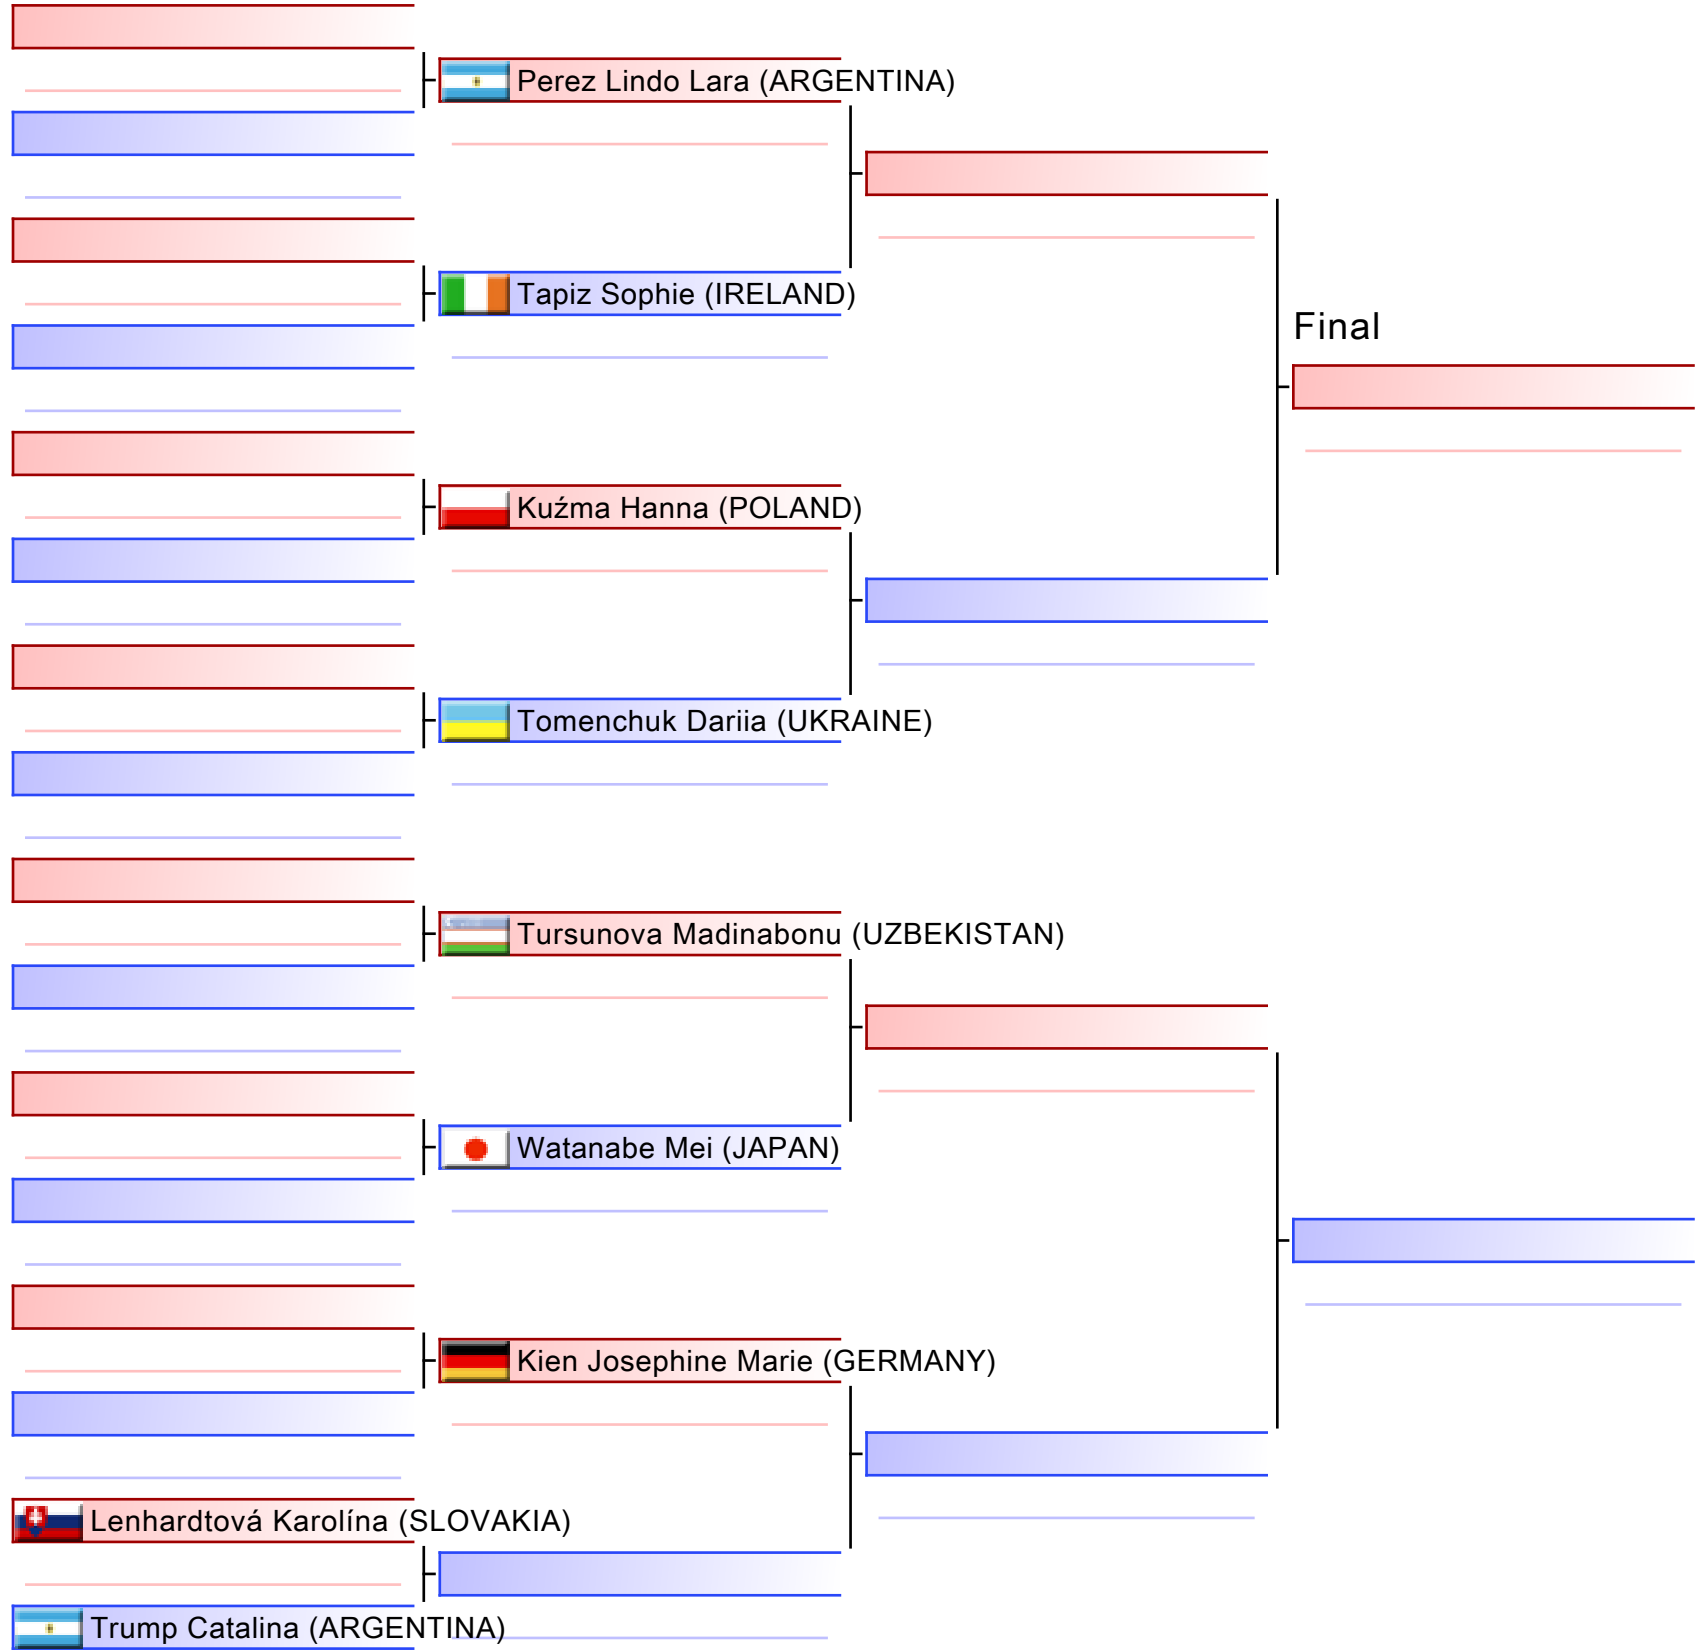 Perez Lindo Lara (ARGENTINA)
Tapiz Sophie (IRELAND)
Final
Kuźma Hanna (POLAND)
Tomenchuk Dariia (UKRAINE)
Tursunova Madinabonu (UZBEKISTAN)
Watanabe Mei (JAPAN)
Kien Josephine Marie (GERMANY)
Lenhardtová Karolína (SLOVAKIA)
Trump Catalina (ARGENTINA)